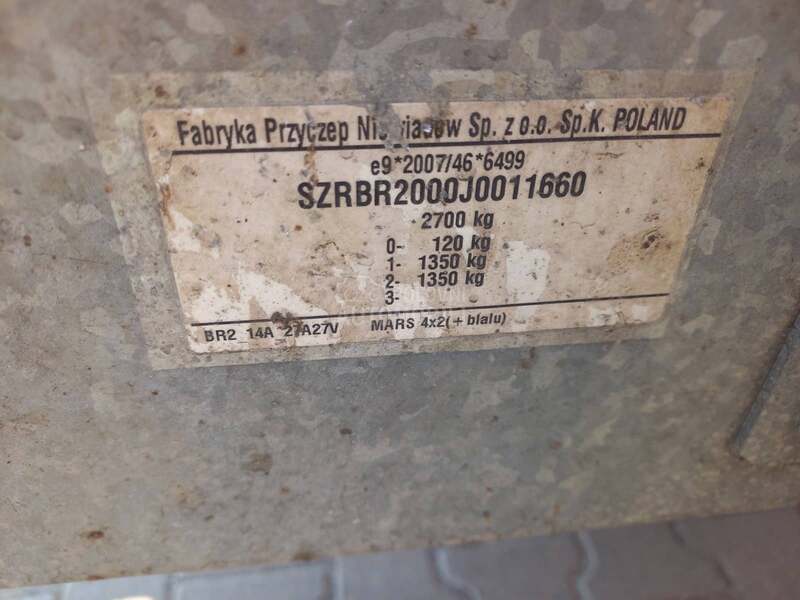 Fabryka Przyczep Niewiadów Sp. z o.o. Sp.K. POLAND
e9*2007/46*6499
SZRBR2000J0011660
2700 kg
0- 120 kg
1- 1350 kg
2- 1350 kg
3-
BR2 14A 27A27V MARS 4x2(+blalu)